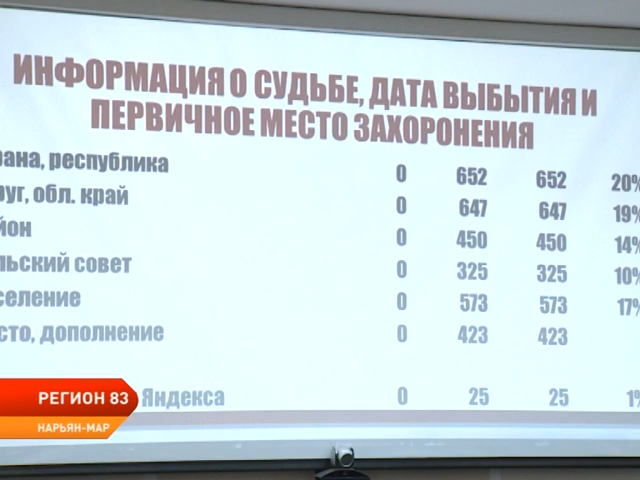 ИНФОРМАЦИЯ О СУДЬБЕ, ДАТА ВЫБЫТИЯ И
ПЕРВИЧНОЕ МЕСТО ЗАХОРОНЕНИЯ
рана, республика 0 652 652 20%
руг, обл. край 0 647 647 19%
йон 0 450 450 14%
льский совет 0 325 325 10%
селение 0 573 573 17%
сто, дополнение 0 423 423
Яндекса 0 25 25 1%
РЕГИОН 83
НАРЬЯН-МАР